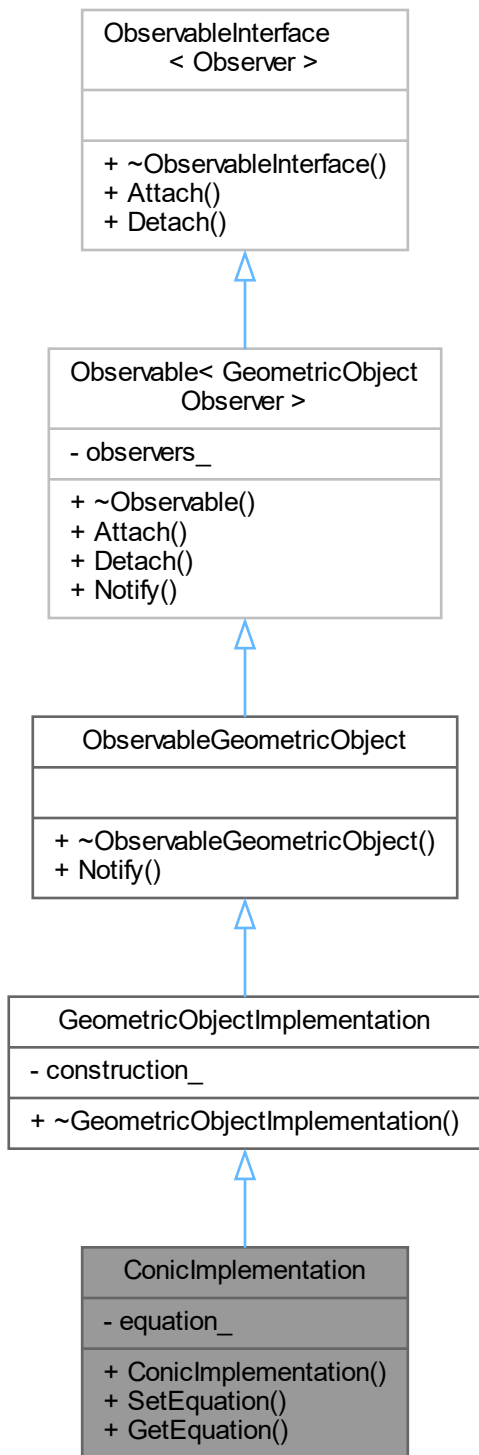 ObservableInterface
< Observer >
+ ~ObservableInterface()
+ Attach()
+ Detach()
Observable< GeometricObject
Observer >
- observers_
+ ~Observable()
+ Attach()
+ Detach()
+ Notify()
ObservableGeometricObject
+ ~ObservableGeometricObject()
+ Notify()
GeometricObjectImplementation
- construction_
+ ~GeometricObjectImplementation()
ConicImplementation
- equation_
+ ConicImplementation()
+ SetEquation()
+ GetEquation()